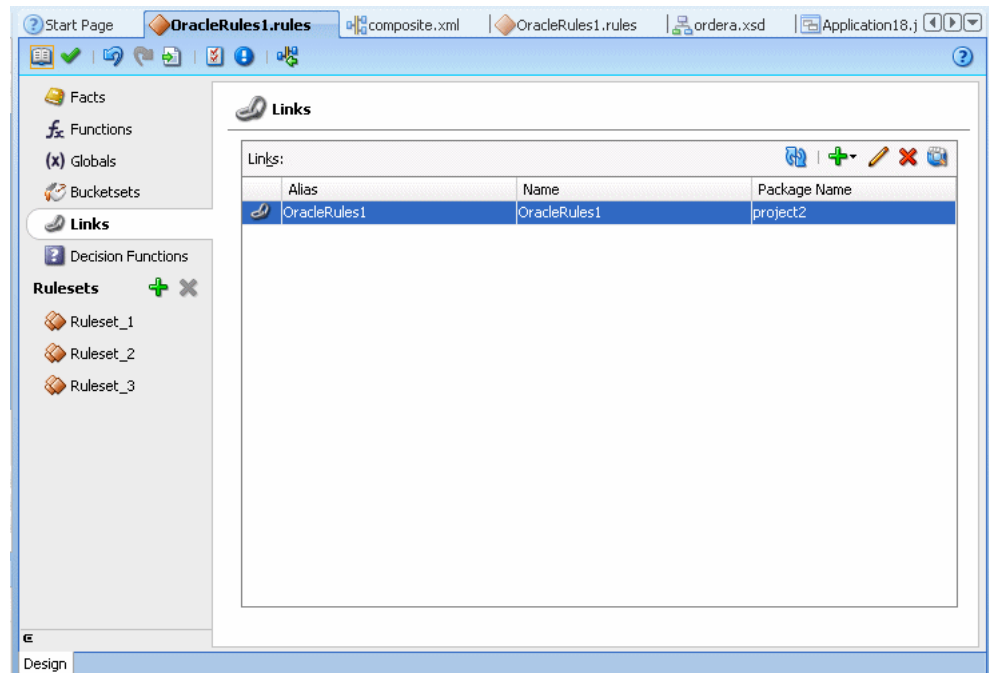 Start Page OracleRules1.rules composite.xml OracleRules1.rules ordera.xsd Application18.j
Facts
Functions
Globals
Bucketsets
Links
Decision Functions
Rulesets
Ruleset_1
Ruleset_2
Ruleset_3
Links
Links:
Alias Name Package Name
OracleRules1 OracleRules1 project2
Design